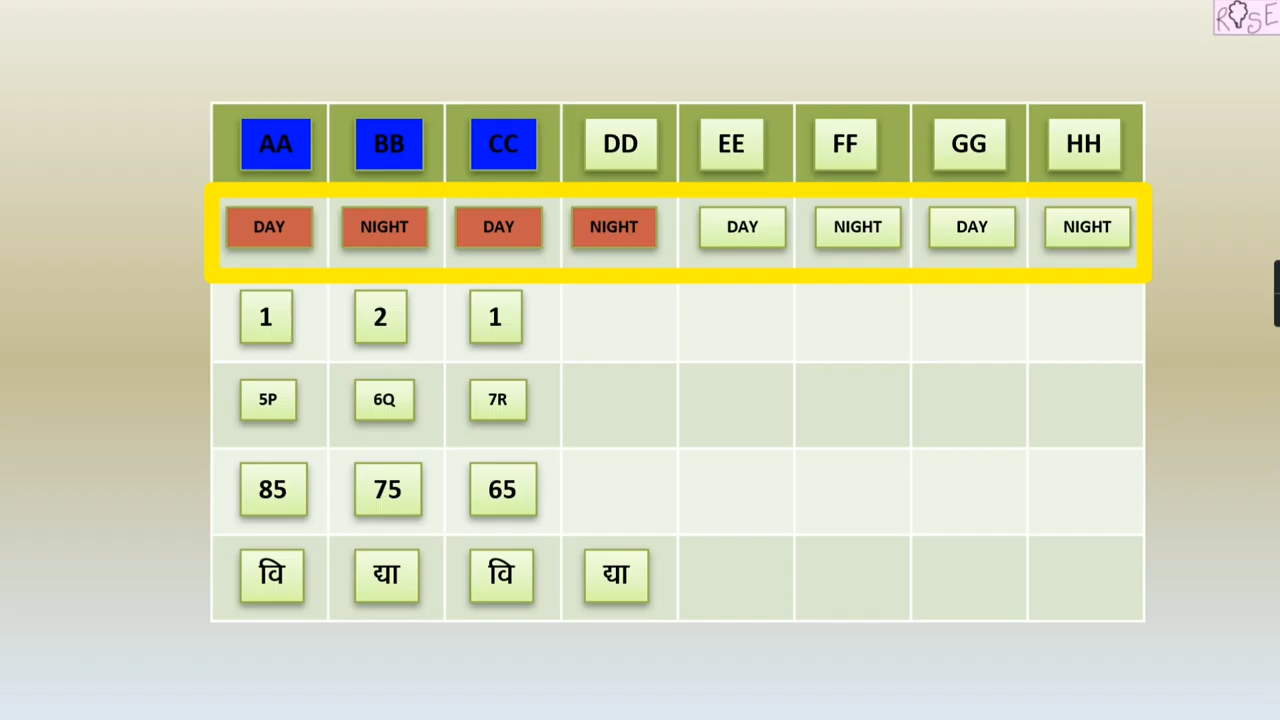 ROSE
AA BB CC DD EE FF GG HH
DAY NIGHT DAY NIGHT DAY NIGHT DAY NIGHT
1 2 1
5P 6Q 7R
85 75 65
वि द्या वि द्या